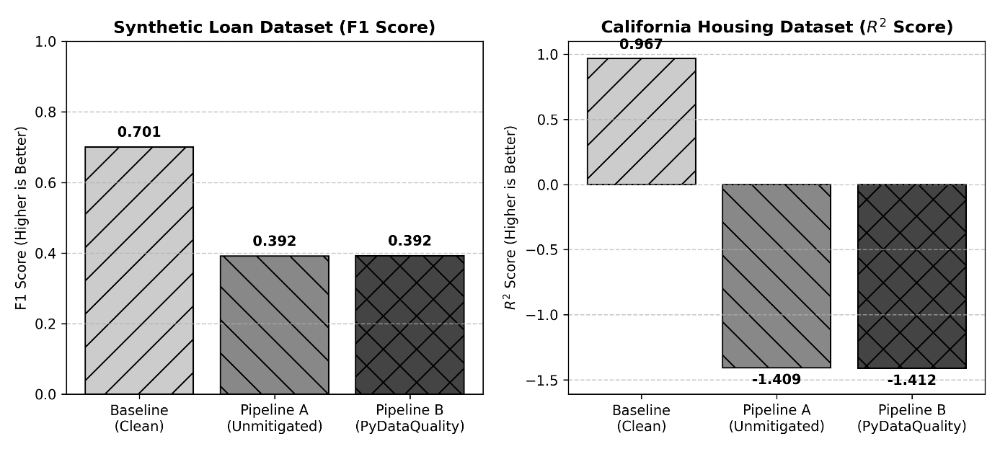 Synthetic Loan Dataset (F1 Score)
F1 Score (Higher is Better)
1.0
0.8
0.6
0.4
0.2
0.0
0.701
0.392
0.392
Baseline
(Clean)
Pipeline A
(Unmitigated)
Pipeline B
(PyDataQuality)
California Housing Dataset (R² Score)
R² Score (Higher is Better)
1.0
0.5
0.0
−0.5
−1.0
−1.5
0.967
-1.409
-1.412
Baseline
(Clean)
Pipeline A
(Unmitigated)
Pipeline B
(PyDataQuality)